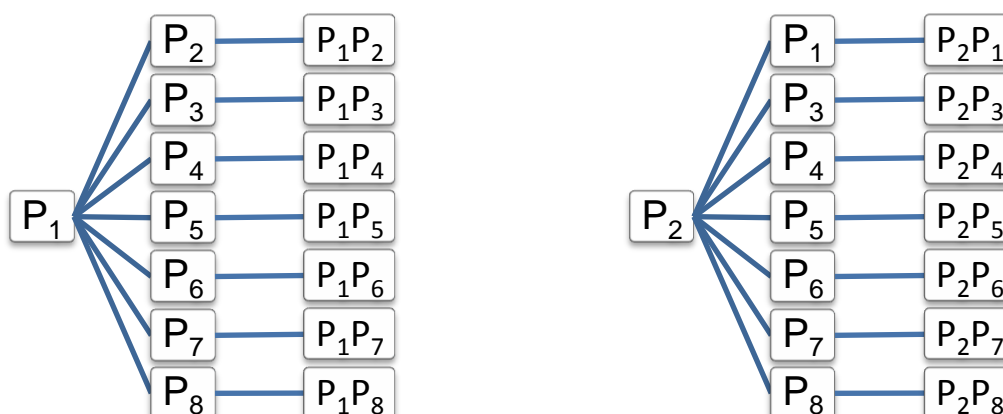 P₂ P₁P₂ P₁ P₂P₁
P₃ P₁P₃ P₃ P₂P₃
P₄ P₁P₄ P₄ P₂P₄
P₁ P₅ P₁P₅ P₂ P₅ P₂P₅
P₆ P₁P₆ P₆ P₂P₆
P₇ P₁P₇ P₇ P₂P₇
P₈ P₁P₈ P₈ P₂P₈